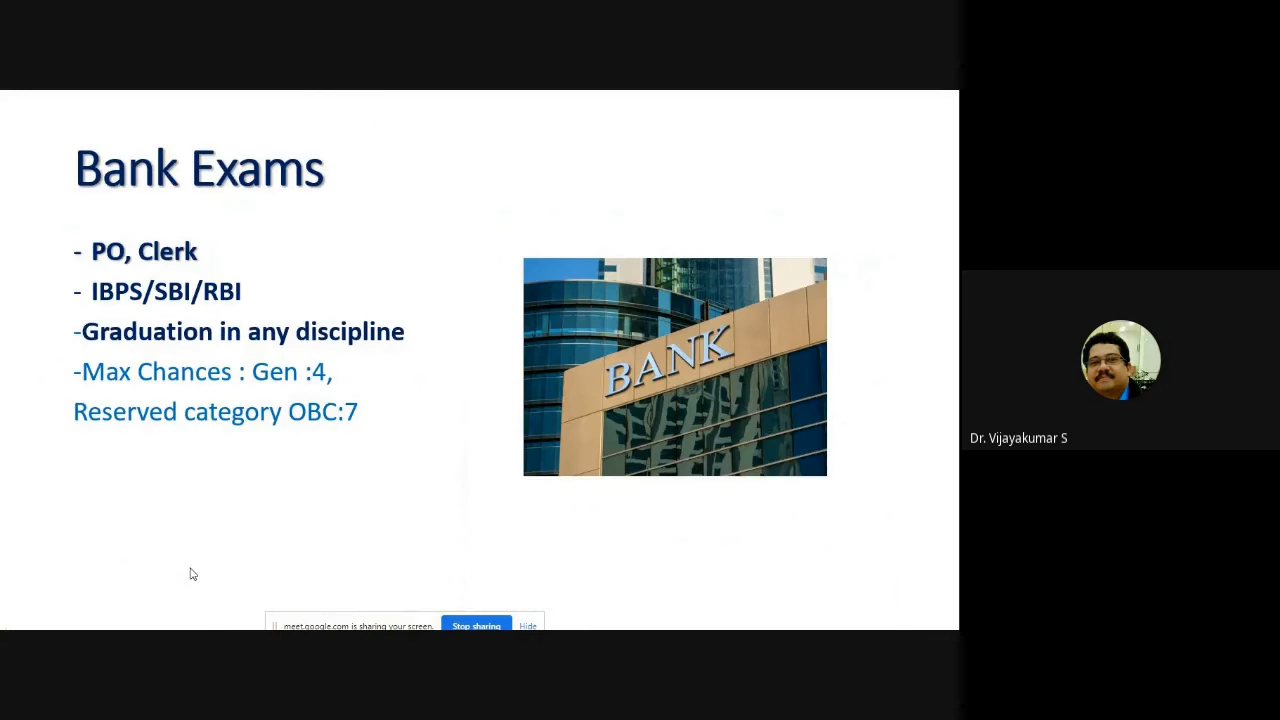 Bank Exams
- PO, Clerk
- IBPS/SBI/RBI
-Graduation in any discipline
-Max Chances : Gen :4,
Reserved category OBC:7
BANK
Dr. Vijayakumar S
meet.google.com is sharing your screen.
Stop sharing
Hide